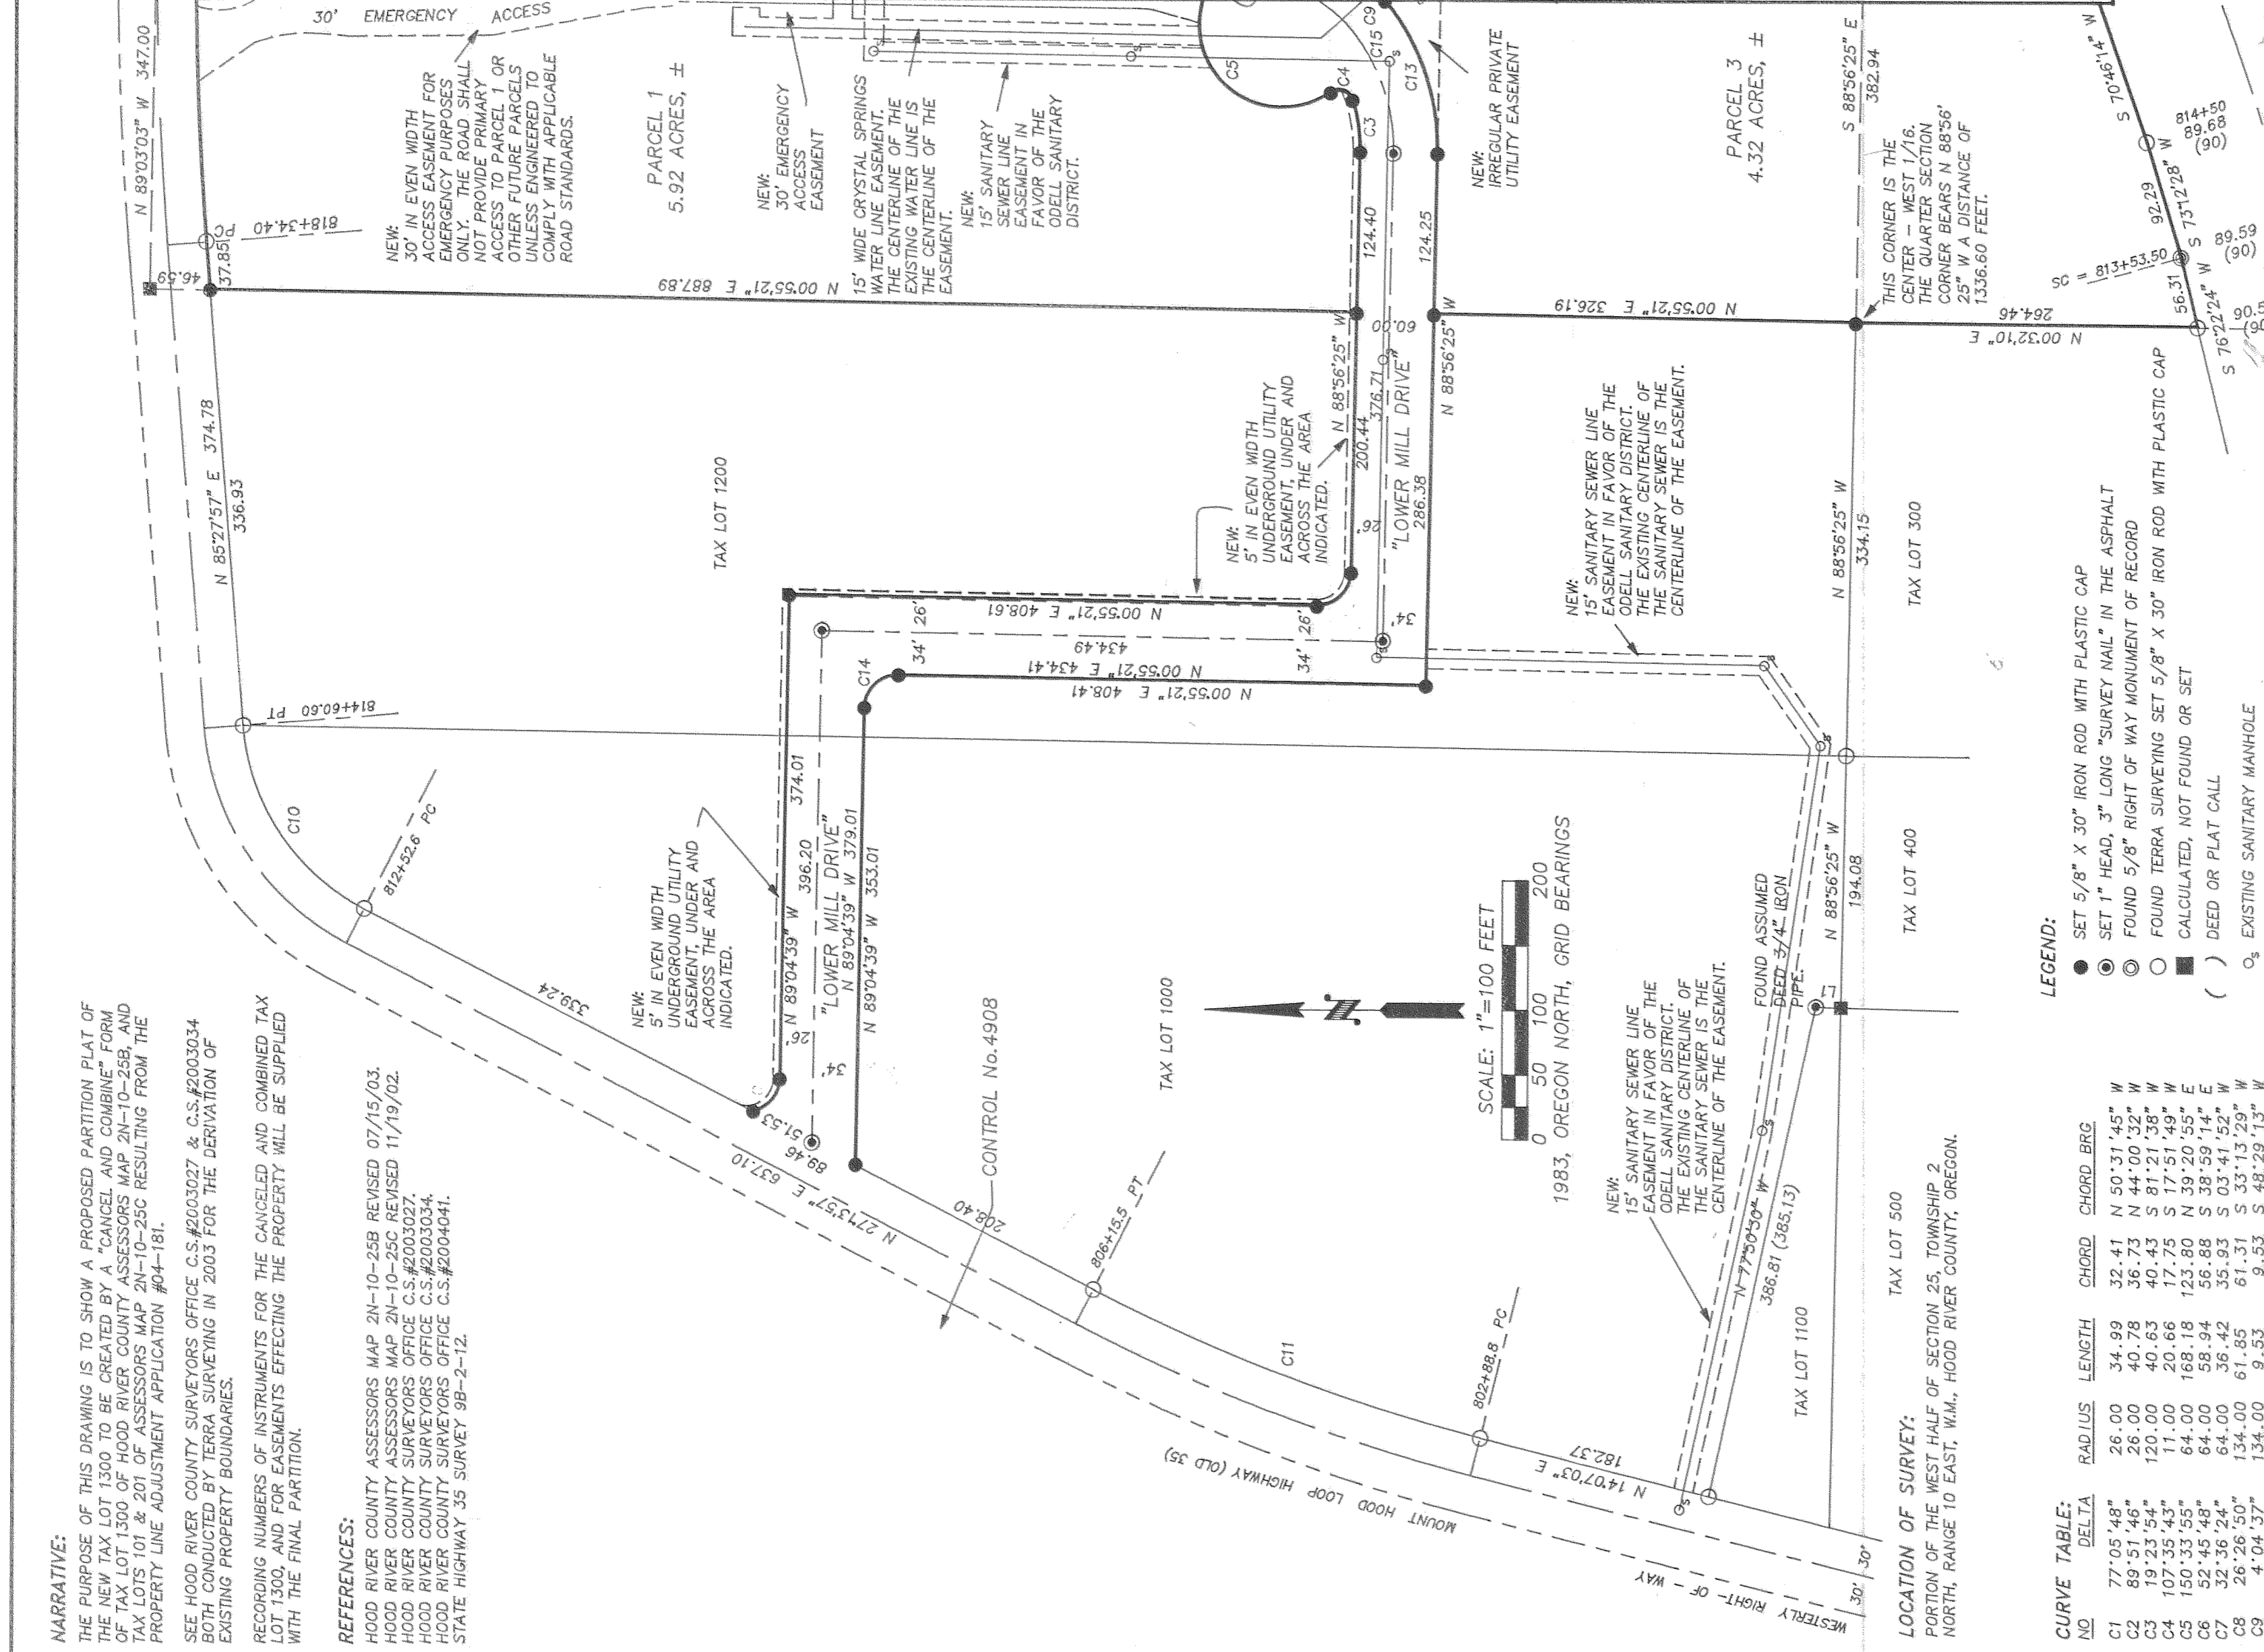 NARRATIVE:
THE PURPOSE OF THIS DRAWING IS TO SHOW A PROPOSED PARTITION PLAT OF
THE NEW TAX LOT 1300 TO BE CREATED BY A "CANCEL AND COMBINE" FORM
OF TAX LOT 1300 OF HOOD RIVER COUNTY ASSESSORS MAP 2N-10-25B, AND
TAX LOTS 101 & 201 OF ASSESSORS MAP 2N-10-25C RESULTING FROM THE
PROPERTY LINE ADJUSTMENT APPLICATION #04-181.
SEE HOOD RIVER COUNTY SURVEYORS OFFICE C.S.#2003027 & C.S.#2003034
BOTH CONDUCTED BY TERRA SURVEYING IN 2003 FOR THE DERIVATION OF
EXISTING PROPERTY BOUNDARIES.
RECORDING NUMBERS OF INSTRUMENTS FOR THE CANCELED AND COMBINED TAX
LOT 1300, AND FOR EASEMENTS EFFECTING THE PROPERTY WILL BE SUPPLIED
WITH THE FINAL PARTITION.
REFERENCES:
HOOD RIVER COUNTY ASSESSORS MAP 2N-10-25B REVISED 07/15/03.
HOOD RIVER COUNTY ASSESSORS MAP 2N-10-25C REVISED 11/19/02.
HOOD RIVER COUNTY SURVEYORS OFFICE C.S.#2003027.
HOOD RIVER COUNTY SURVEYORS OFFICE C.S.#2003034.
HOOD RIVER COUNTY SURVEYORS OFFICE C.S.#2004041.
STATE HIGHWAY 35 SURVEY 9B-2-12.
30' EMERGENCY ACCESS
N 89°03'03" W 347.00
46.59
37.85
PC
818+34.40
NEW:
30' IN EVEN WIDTH
ACCESS EASEMENT FOR
EMERGENCY PURPOSES
ONLY. THE ROAD SHALL
NOT PROVIDE PRIMARY
ACCESS TO PARCEL 1 OR
OTHER FUTURE PARCELS
UNLESS ENGINEERED TO
COMPLY WITH APPLICABLE
ROAD STANDARDS.
PARCEL 1
5.92 ACRES, ±
NEW:
30' EMERGENCY
ACCESS
EASEMENT
15' WIDE CRYSTAL SPRINGS
WATER LINE EASEMENT.
THE CENTERLINE OF THE
EXISTING WATER LINE IS
THE CENTERLINE OF THE
EASEMENT.
NEW:
15' SANITARY
SEWER LINE
EASEMENT IN
FAVOR OF THE
ODELL SANITARY
DISTRICT.
C5
C4
C3
C9
C15
C13
NEW:
IRREGULAR PRIVATE
UTILITY EASEMENT
PARCEL 3
4.32 ACRES, ±
S 88°56'25" E
382.94
THIS CORNER IS THE
CENTER - WEST 1/16.
THE QUARTER SECTION
CORNER BEARS N 88°56'
25" W A DISTANCE OF
1336.60 FEET.
S 70°46'14" W
814+50
89.68
(90)
92.29
S 73°12'28" W
SC = 813+53.50
89.59
(90)
56.31
S 76°22'24" W
N 00°32'10" E
264.46
N 00°55'21" E 887.89
124.40
124.25
60.00
N 00°55'21" E 326.19
N 85°27'57" E 374.78
336.93
TAX LOT 1200
NEW:
5' IN EVEN WIDTH
UNDERGROUND UTILITY
EASEMENT, UNDER AND
ACROSS THE AREA
INDICATED.
N 88°56'25" W
200.44
376.71
"LOWER MILL DRIVE"
26'
286.38
N 88°56'25" W
34'
NEW:
15' SANITARY SEWER LINE
EASEMENT IN FAVOR OF THE
ODELL SANITARY DISTRICT.
THE EXISTING CENTERLINE OF
THE SANITARY SEWER IS THE
CENTERLINE OF THE EASEMENT.
N 88°56'25" W
334.15
TAX LOT 300
N 00°55'21" E 408.61
26'
26'
34'
434.49
34'
N 00°55'21" E 434.41
408.41
C14
PT
814+60.60
C10
812+52.6 PC
339.24
NEW:
5' IN EVEN WIDTH
UNDERGROUND UTILITY
EASEMENT, UNDER AND
ACROSS THE AREA
INDICATED.
N 89°04'39" W
374.01
396.20
"LOWER MILL DRIVE"
N 89°04'39" W 379.01
N 89°04'39" W 353.01
26'
34'
51.53
89.46
637.10
N 27°13'57" E
208.40
CONTROL No.4908
TAX LOT 1000
806+15.5 PT
C11
802+88.8 PC
182.37
N 14°07'03" E
MOUNT HOOD LOOP HIGHWAY (OLD 35)
WESTERLY RIGHT-OF-WAY
30'
30'
N
SCALE: 1"=100 FEET
0 50 100 200
1983, OREGON NORTH, GRID BEARINGS
NEW:
15' SANITARY SEWER LINE
EASEMENT IN FAVOR OF THE
ODELL SANITARY DISTRICT.
THE EXISTING CENTERLINE OF
THE SANITARY SEWER IS THE
CENTERLINE OF THE EASEMENT.
FOUND ASSUMED
DEED 3/4" IRON
PIPE.
L1
N 77°50'30" W
386.81 (385.13)
N 88°56'25" W
194.08
TAX LOT 400
TAX LOT 1100
TAX LOT 500
LOCATION OF SURVEY:
PORTION OF THE WEST HALF OF SECTION 25, TOWNSHIP 2
NORTH, RANGE 10 EAST, W.M., HOOD RIVER COUNTY, OREGON.
LEGEND:
SET 5/8" X 30" IRON ROD WITH PLASTIC CAP
SET 1" HEAD, 3" LONG "SURVEY NAIL" IN THE ASPHALT
FOUND 5/8" RIGHT OF WAY MONUMENT OF RECORD
FOUND TERRA SURVEYING SET 5/8" X 30" IRON ROD WITH PLASTIC CAP
CALCULATED, NOT FOUND OR SET
( ) DEED OR PLAT CALL
EXISTING SANITARY MANHOLE
CURVE TABLE:
NO DELTA RADIUS LENGTH CHORD CHORD BRG
C1 77°05'48" 26.00 34.99 32.41 N 50°31'45" W
C2 89°51'46" 26.00 40.78 36.73 N 44°00'32" W
C3 19°23'54" 120.00 40.63 40.43 S 81°21'38" W
C4 107°35'43" 11.00 20.66 17.75 S 17°51'49" W
C5 150°33'55" 64.00 168.18 123.80 N 39°20'55" E
C6 52°45'48" 64.00 58.94 56.88 S 38°59'14" E
C7 32°36'24" 64.00 36.42 35.93 S 03°41'52" W
C8 26°26'50" 134.00 61.85 61.31 S 33°13'29" W
C9 4°04'37" 134.00 9.53 9.53 S 48°29'13" W